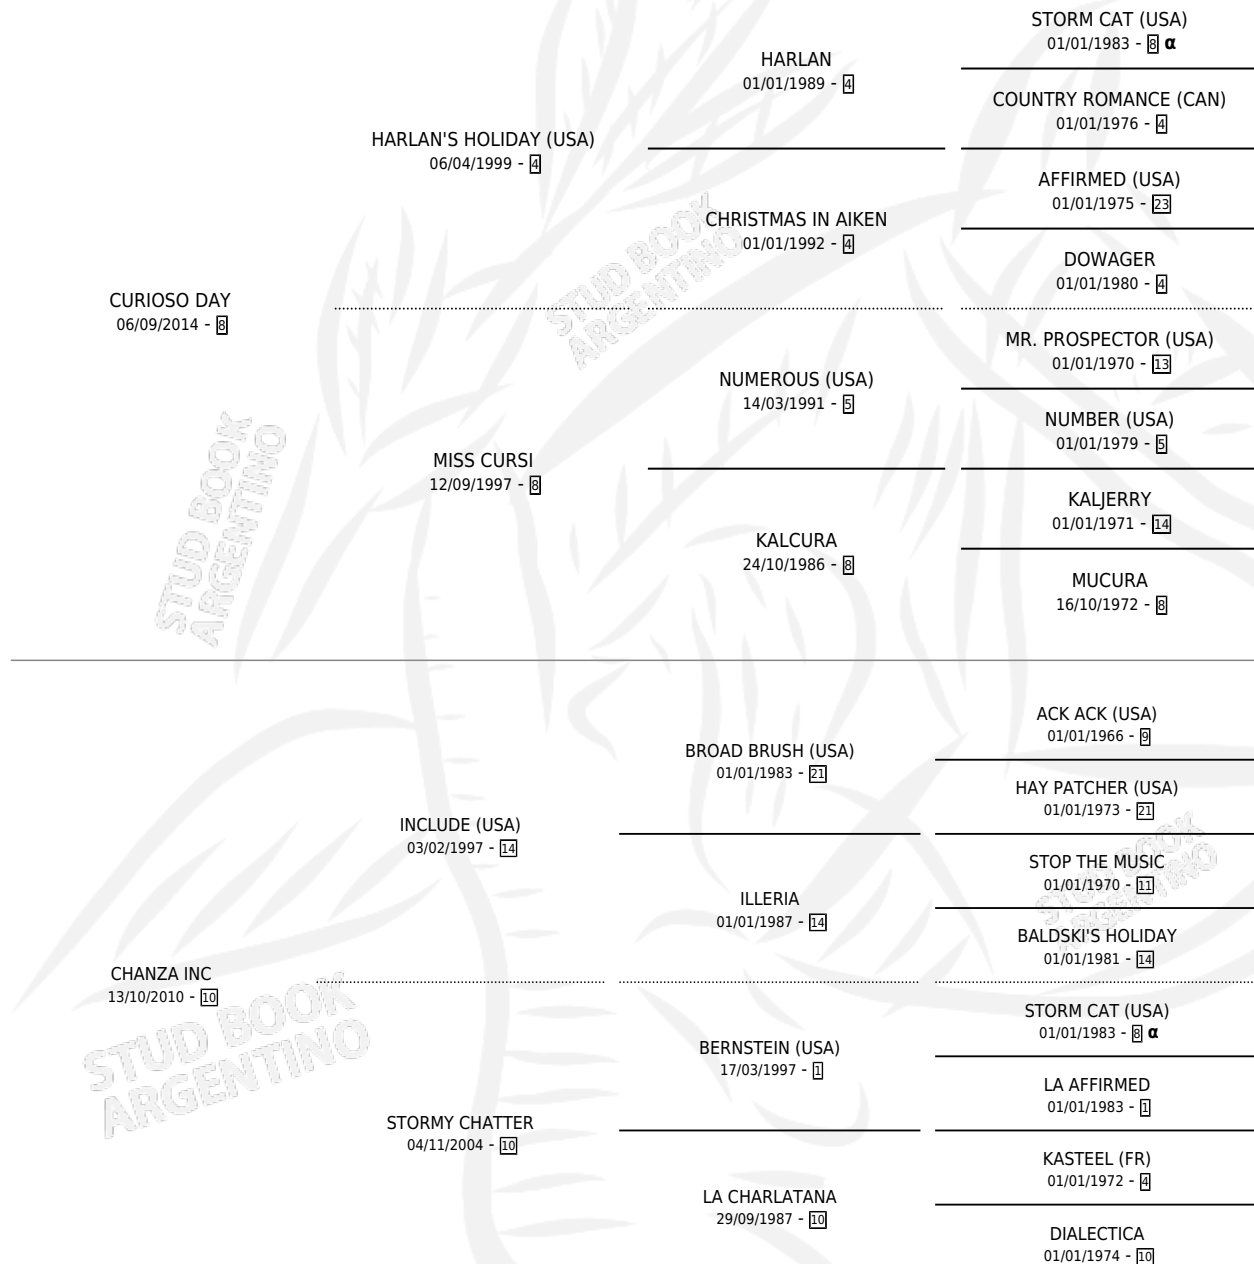 STORM CAT (USA)
01/01/1983 - 8 α
HARLAN
01/01/1989 - 4
COUNTRY ROMANCE (CAN)
01/01/1976 - 4
HARLAN'S HOLIDAY (USA)
06/04/1999 - 4
AFFIRMED (USA)
01/01/1975 - 23
CHRISTMAS IN AIKEN
01/01/1992 - 4
DOWAGER
01/01/1980 - 4
CURIOSO DAY
06/09/2014 - 8
MR. PROSPECTOR (USA)
01/01/1970 - 13
NUMEROUS (USA)
14/03/1991 - 5
NUMBER (USA)
01/01/1979 - 5
MISS CURSI
12/09/1997 - 8
KALJERRY
01/01/1971 - 14
KALCURA
24/10/1986 - 8
MUCURA
16/10/1972 - 8
ACK ACK (USA)
01/01/1966 - 9
BROAD BRUSH (USA)
01/01/1983 - 21
HAY PATCHER (USA)
01/01/1973 - 21
INCLUDE (USA)
03/02/1997 - 14
STOP THE MUSIC
01/01/1970 - 11
ILLERIA
01/01/1987 - 14
BALDSKI'S HOLIDAY
01/01/1981 - 14
CHANZA INC
13/10/2010 - 10
STORM CAT (USA)
01/01/1983 - 8 α
BERNSTEIN (USA)
17/03/1997 - 1
LA AFFIRMED
01/01/1983 - 1
STORMY CHATTER
04/11/2004 - 10
KASTEEL (FR)
01/01/1972 - 4
LA CHARLATANA
29/09/1987 - 10
DIALECTICA
01/01/1974 - 10
STUD BOOK
ARGENTINO
STUD BOOK
ARGENTINO
STUD BOOK
ARGENTINO
STUD BOOK
ARGENTINO